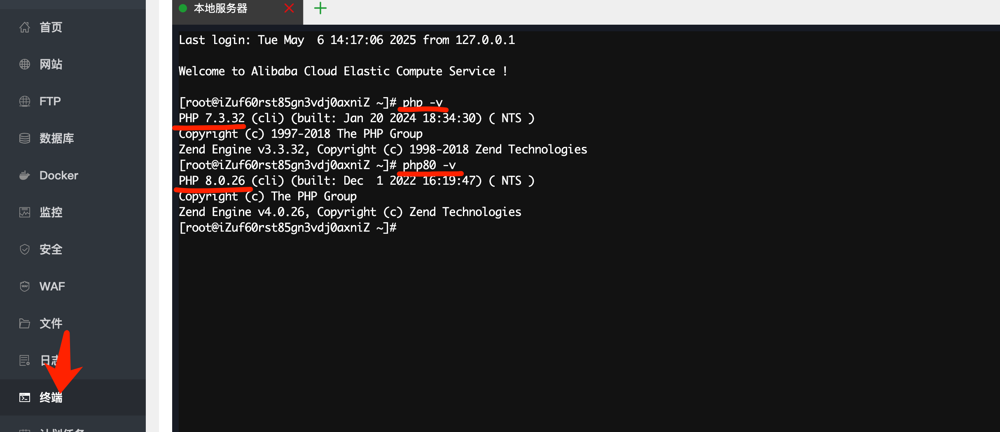 首页
网站
FTP
数据库
Docker
监控
安全
WAF
文件
日志
终端
计划任务
本地服务器
Last login: Tue May  6 14:17:06 2025 from 127.0.0.1
Welcome to Alibaba Cloud Elastic Compute Service !
[root@iZuf60rst85gn3vdj0axniZ ~]# php -v
PHP 7.3.32 (cli) (built: Jan 20 2024 18:34:30) ( NTS )
Copyright (c) 1997-2018 The PHP Group
Zend Engine v3.3.32, Copyright (c) 1998-2018 Zend Technologies
[root@iZuf60rst85gn3vdj0axniZ ~]# php80 -v
PHP 8.0.26 (cli) (built: Dec  1 2022 16:19:47) ( NTS )
Copyright (c) The PHP Group
Zend Engine v4.0.26, Copyright (c) Zend Technologies
[root@iZuf60rst85gn3vdj0axniZ ~]#